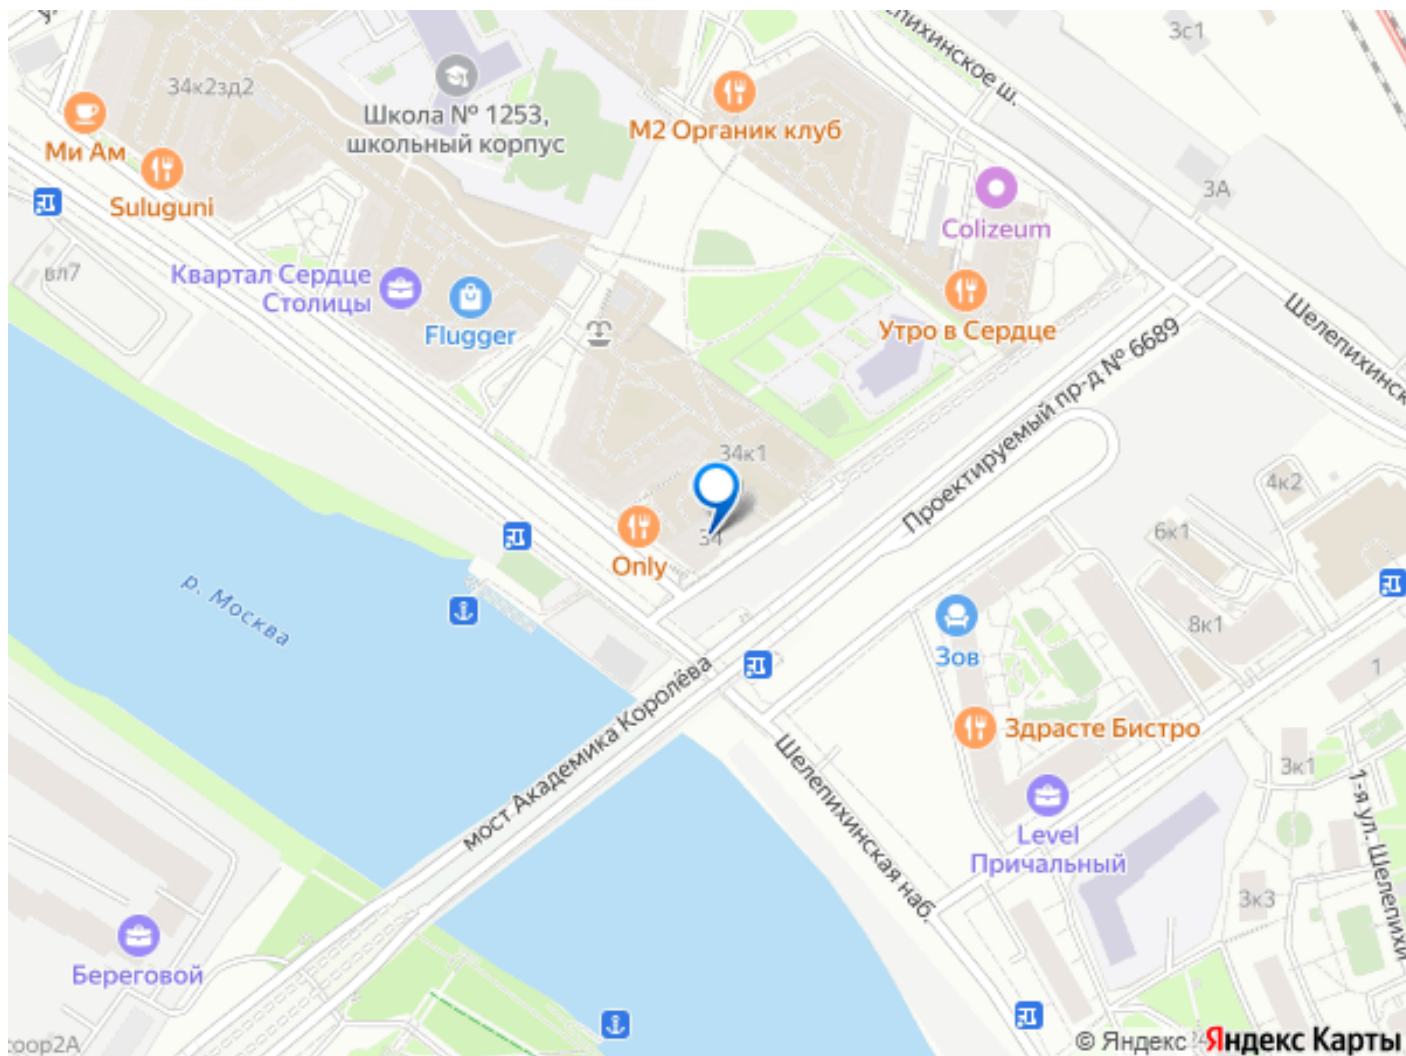 пихинское ш.
3с1
34к2зд2
Школа № 1253,
школьный корпус
М2 Органик клуб
Ми Ам
Suluguni
3А
Colizeum
вл7
Квартал Сердце
Столицы
Flugger
Утро в Сердце
Шелепихинск
Проектируемый пр-д № 6689
34к1
34
Only
4к2
6к1
р. Москва
8к1
Зов
1
мост Академика Королёва
Здрасте Бистро
Шелепихинская наб.
3к1
1-я ул. Шелепихи
Level
Причальный
3к3
Береговой
соор2А
© Яндекс Яндекс Карты